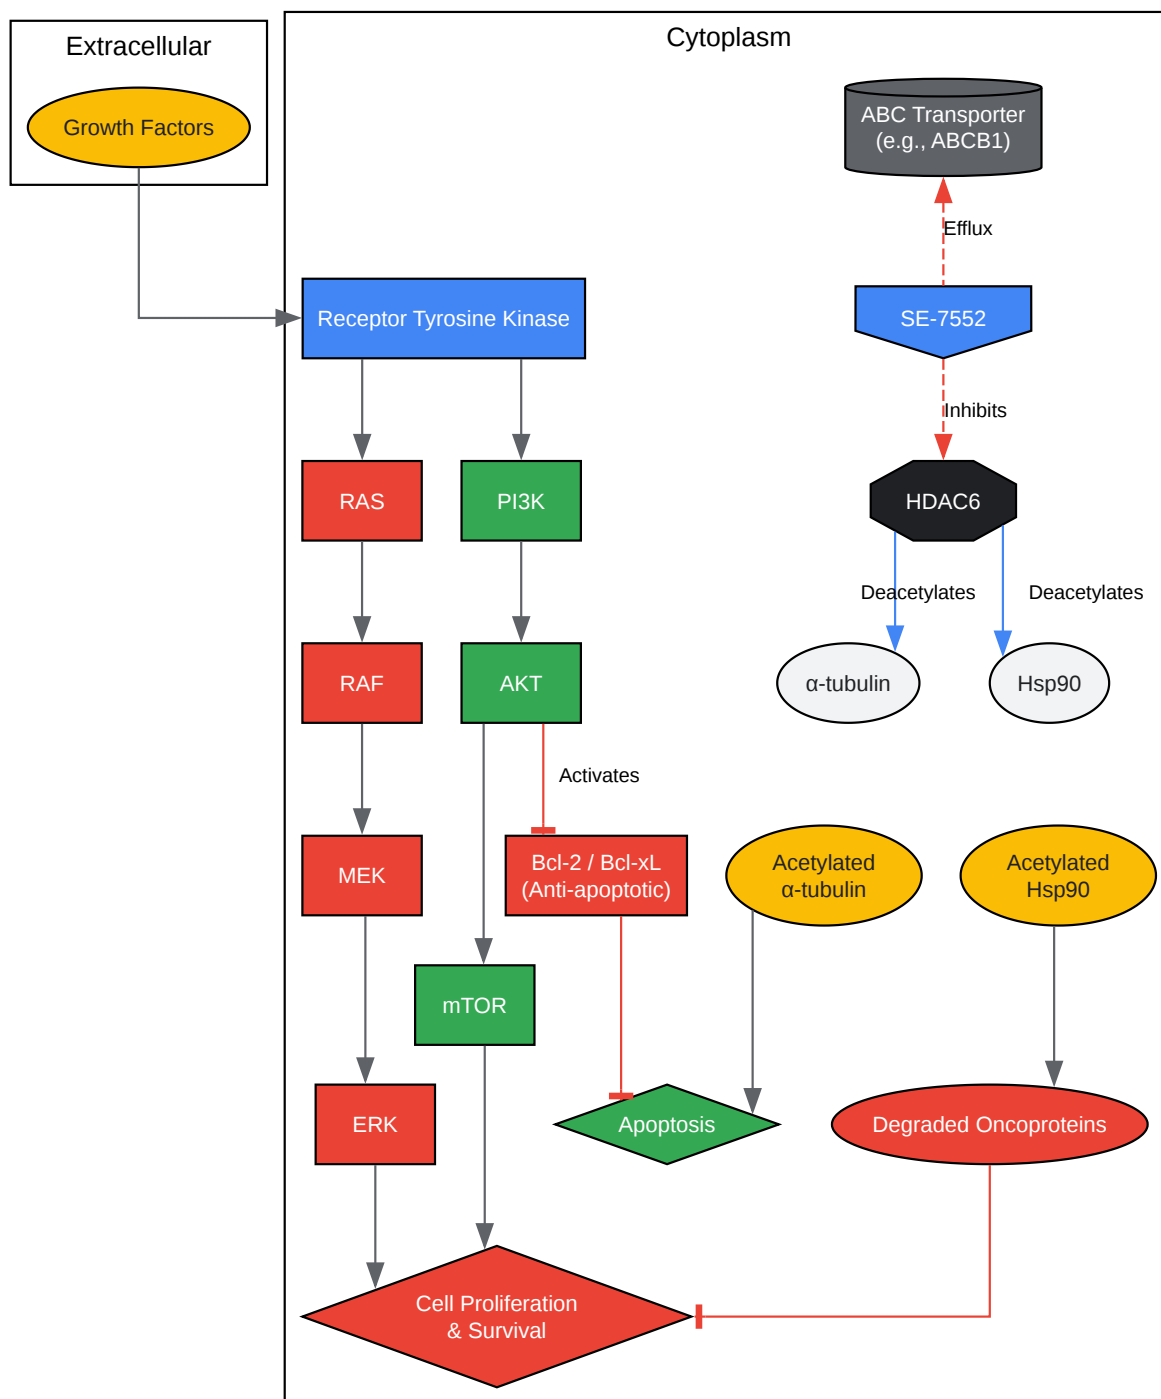 Extracellular
Cytoplasm
Growth Factors
ABC Transporter
(e.g., ABCB1)
Efflux
Receptor Tyrosine Kinase
SE-7552
Inhibits
RAS
PI3K
HDAC6
Deacetylates
Deacetylates
RAF
AKT
α-tubulin
Hsp90
Activates
MEK
Bcl-2 / Bcl-xL
(Anti-apoptotic)
Acetylated
α-tubulin
Acetylated
Hsp90
mTOR
ERK
Apoptosis
Degraded Oncoproteins
Cell Proliferation
& Survival